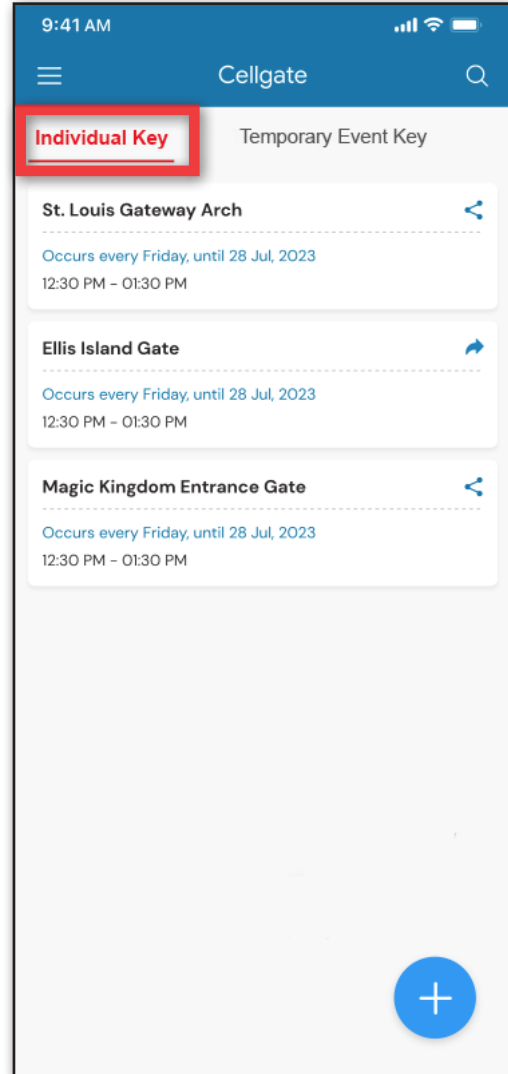 9:41 AM
Cellgate
Individual Key Temporary Event Key
St. Louis Gateway Arch
Occurs every Friday, until 28 Jul, 2023
12:30 PM – 01:30 PM
Ellis Island Gate
Occurs every Friday, until 28 Jul, 2023
12:30 PM – 01:30 PM
Magic Kingdom Entrance Gate
Occurs every Friday, until 28 Jul, 2023
12:30 PM – 01:30 PM